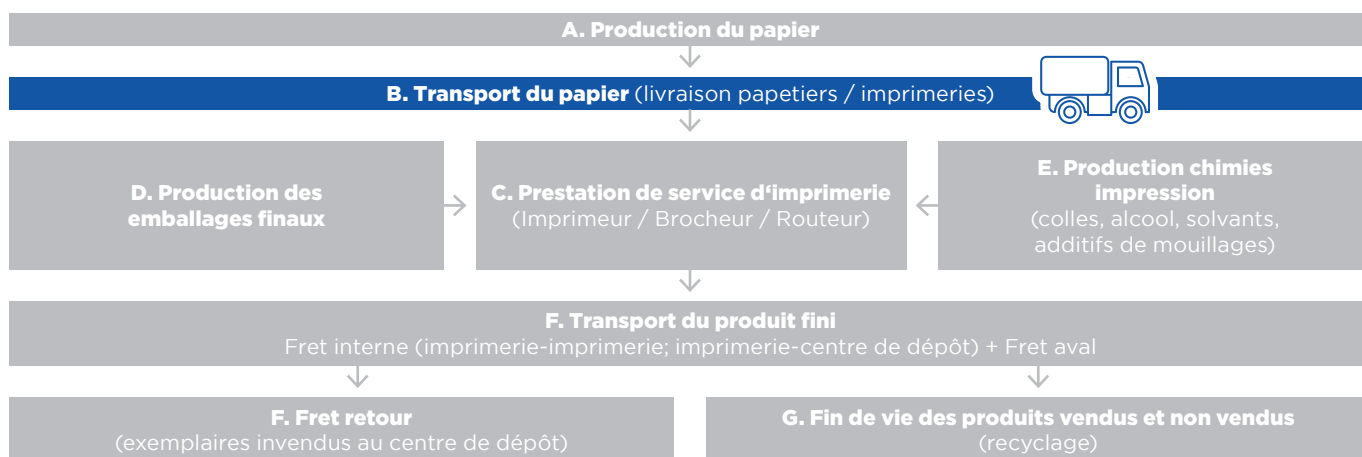 A. Production du papier
B. Transport du papier (livraison papetiers / imprimeries)
D. Production des
emballages finaux
C. Prestation de service d‘imprimerie
(Imprimeur / Brocheur / Routeur)
E. Production chimies
impression
(colles, alcool, solvants,
additifs de mouillages)
F. Transport du produit fini
Fret interne (imprimerie-imprimerie; imprimerie-centre de dépôt) + Fret aval
F. Fret retour
(exemplaires invendus au centre de dépôt)
G. Fin de vie des produits vendus et non vendus
(recyclage)